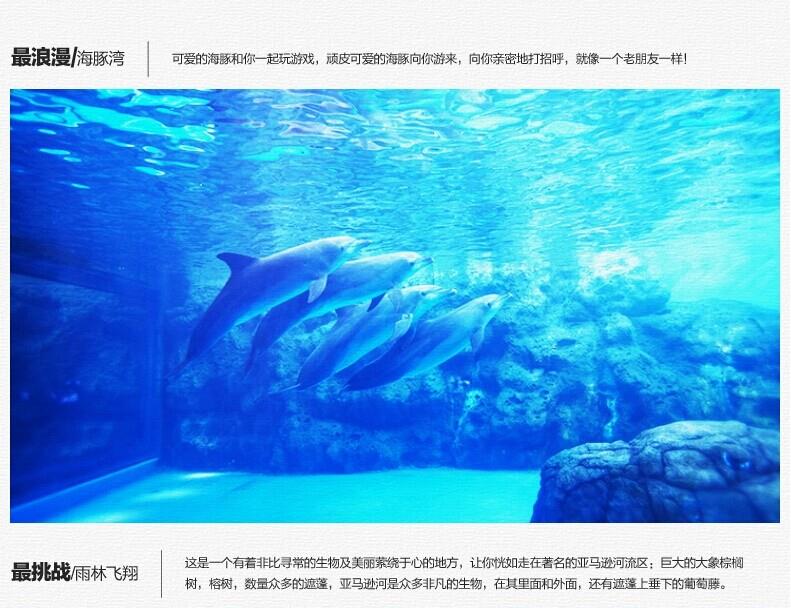 最浪漫/海豚湾
可爱的海豚和你一起玩游戏，顽皮可爱的海豚向你游来，向你亲密地打招呼，就像一个老朋友一样！
最挑战/雨林飞翔
这是一个有着非比寻常的生物及美丽萦绕于心的地方，让你恍如走在著名的亚马逊河流区；巨大的大象棕榈
树，榕树，数量众多的遮蓬，亚马逊河是众多非凡的生物，在其里面和外面，还有遮蓬上垂下的葡萄藤。